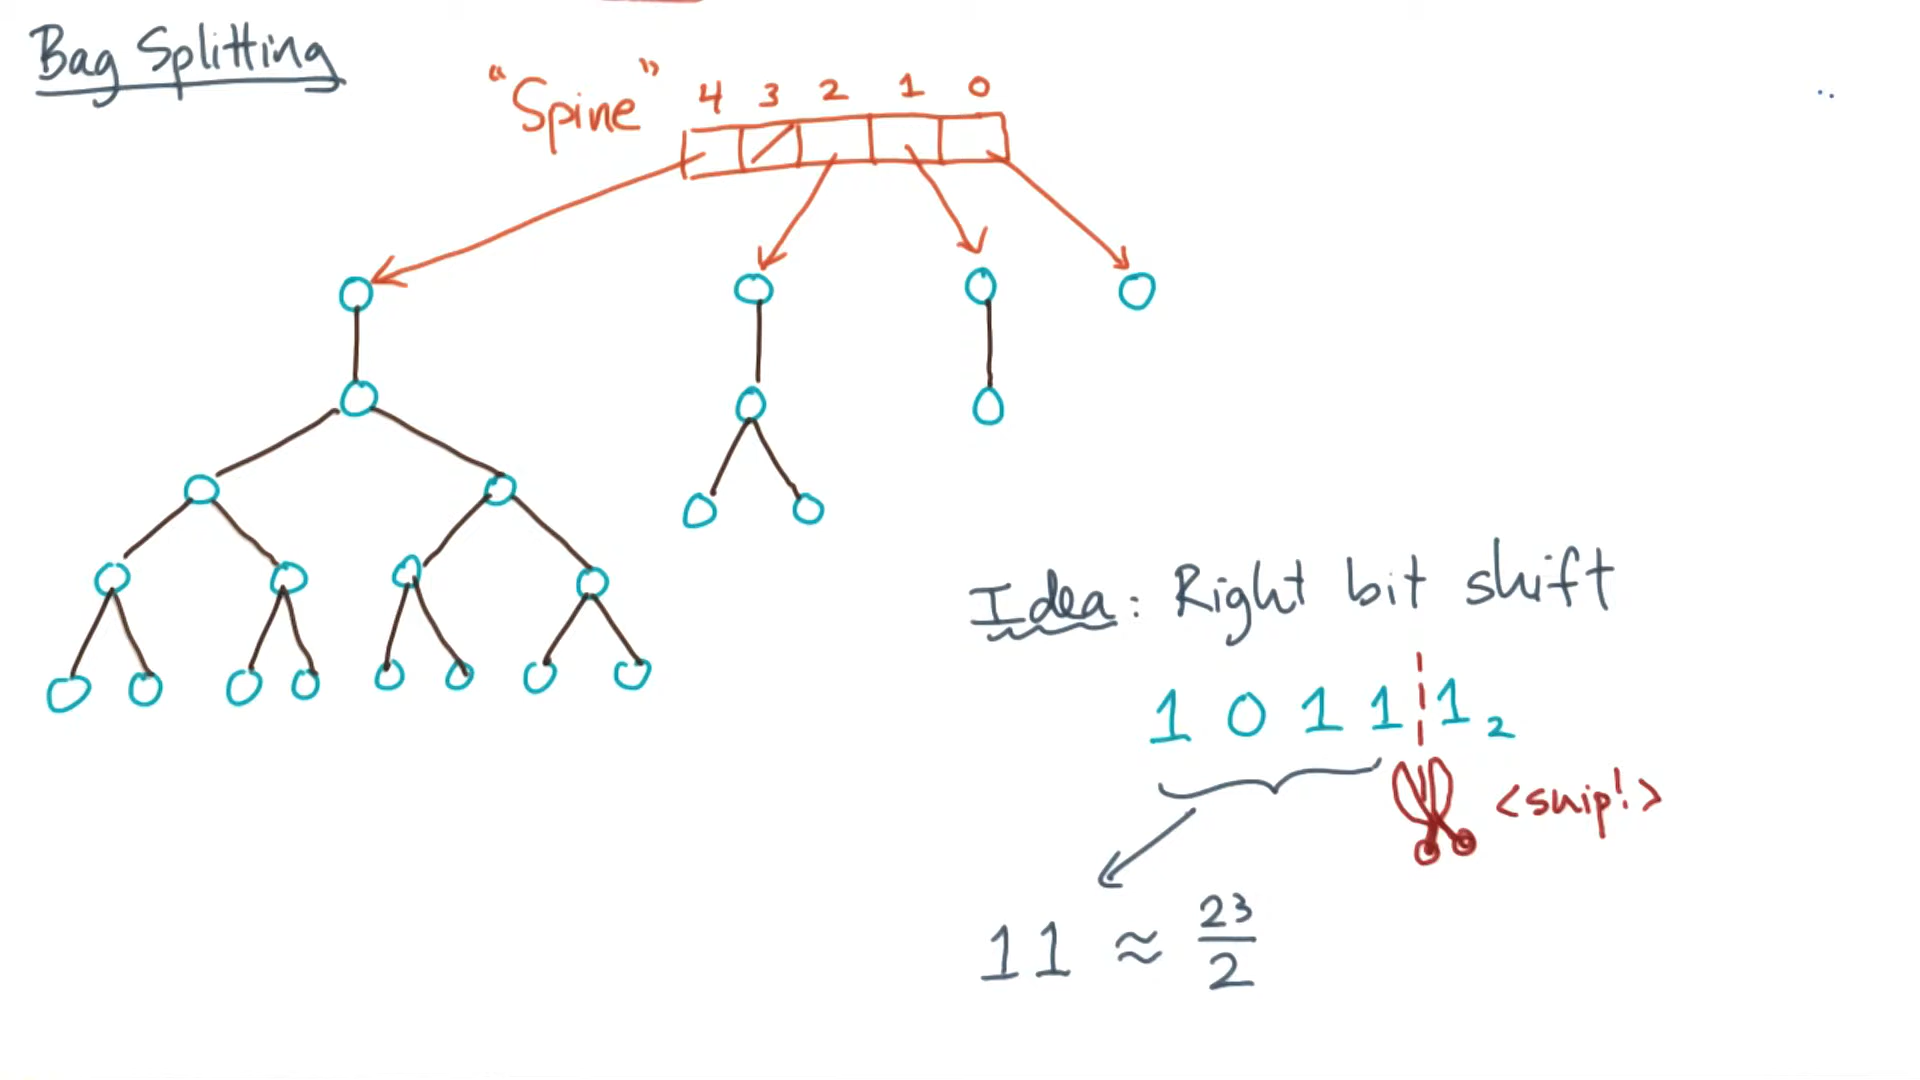 Bag Splitting
"Spine"
4 3 2 1 0
Idea: Right bit shift
1 0 1 1 1 2
<snip!>
11 ≈ 23
2